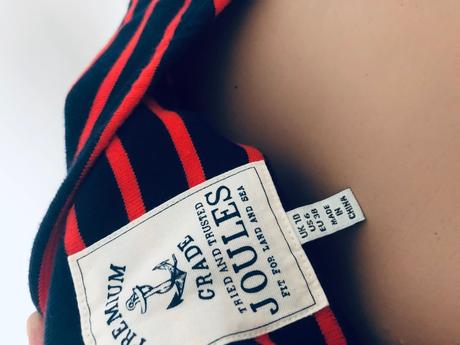 PREMIUM
GRADE
TRIED AND TRUSTED
JOULES
FIT FOR LAND AND SEA
UK 10
US 6
EU 38
MADE
IN
CHINA